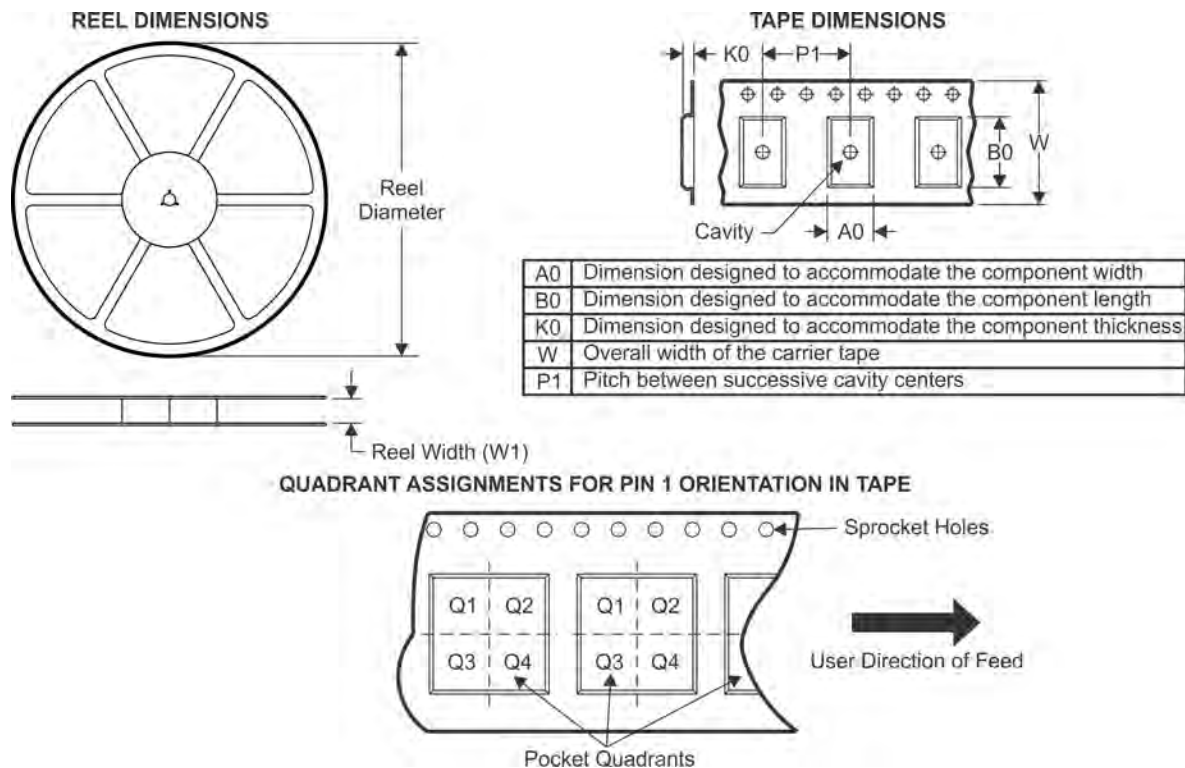 REEL DIMENSIONS
Reel
Diameter
Reel Width (W1)
TAPE DIMENSIONS
K0
P1
B0
W
Cavity
A0
A0 Dimension designed to accommodate the component width
B0 Dimension designed to accommodate the component length
K0 Dimension designed to accommodate the component thickness
W Overall width of the carrier tape
P1 Pitch between successive cavity centers
QUADRANT ASSIGNMENTS FOR PIN 1 ORIENTATION IN TAPE
Sprocket Holes
Q1 Q2 Q1 Q2
Q3 Q4 Q3 Q4
User Direction of Feed
Pocket Quadrants